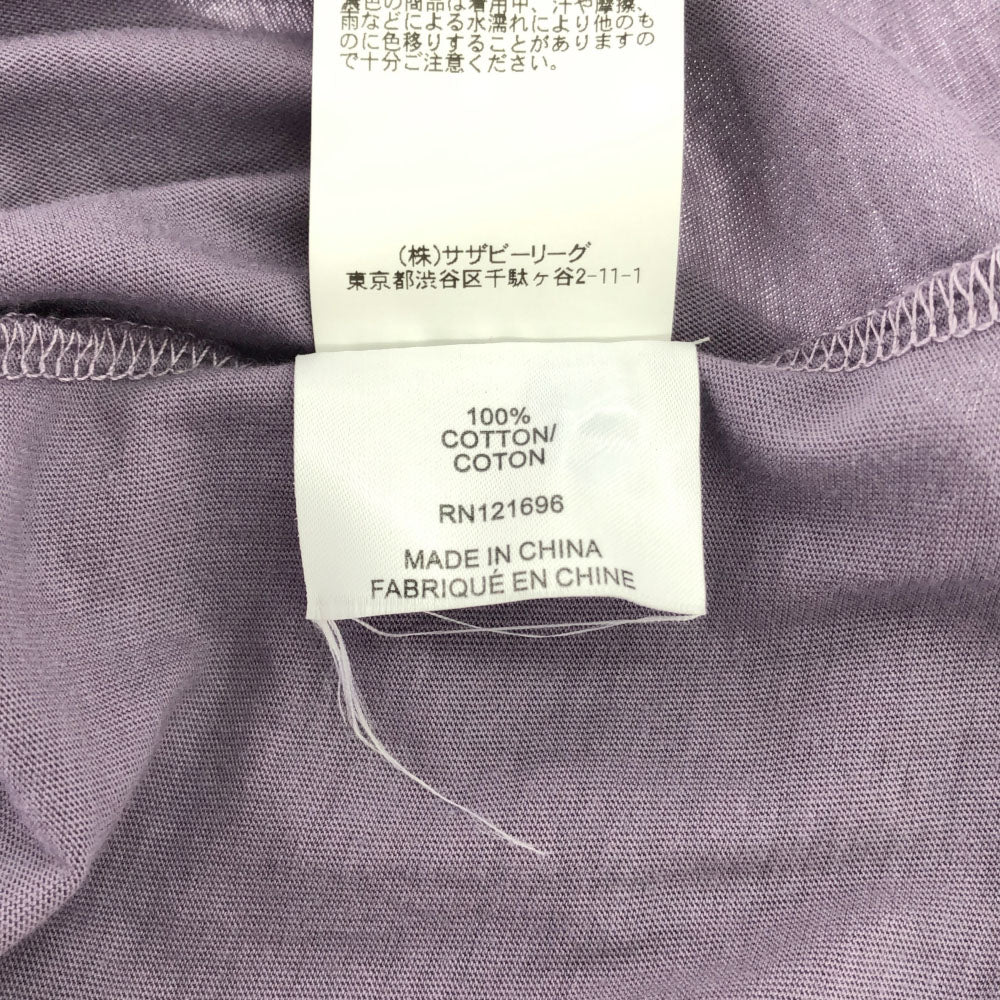 濃色の商品は着用中、汗や摩擦、
雨などによる水濡れにより他のも
のに色移りすることがありますの
で十分ご注意ください。
(株)サザビーリーグ
東京都渋谷区千駄ヶ谷2-11-1
100%
COTTON/
COTON
RN121696
MADE IN CHINA
FABRIQUÉ EN CHINE